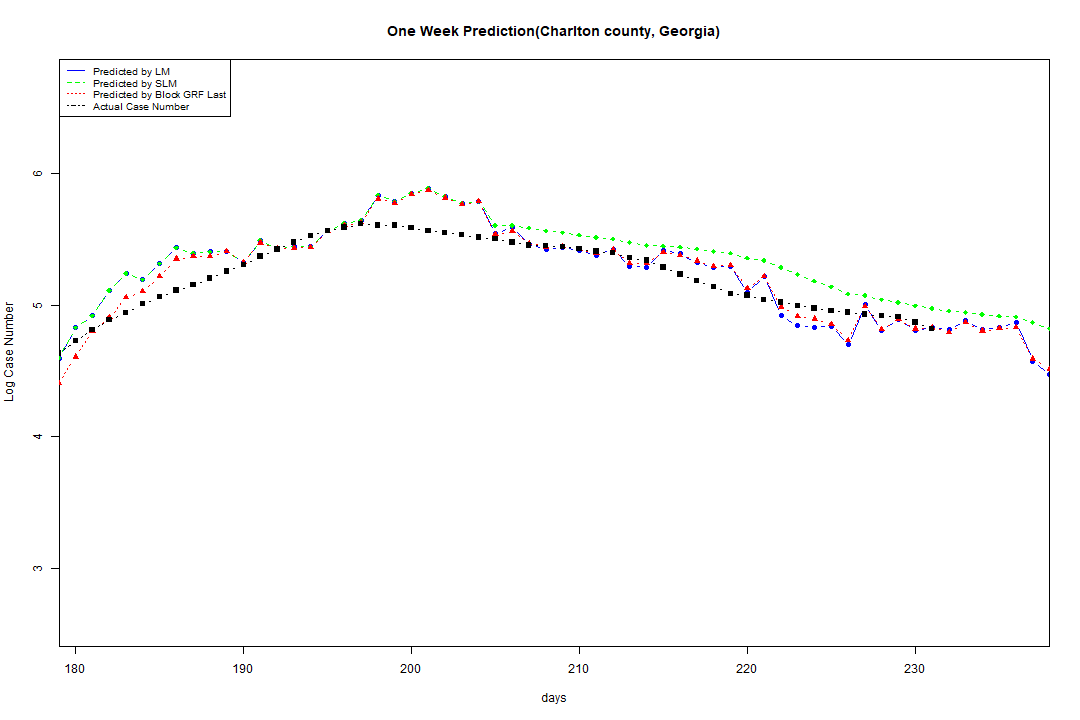 One Week Prediction(Charlton county, Georgia)
Predicted by LM
Predicted by SLM
Predicted by Block GRF Last
Actual Case Number
6
5
4
3
Log Case Number
180 190 200 210 220 230
days